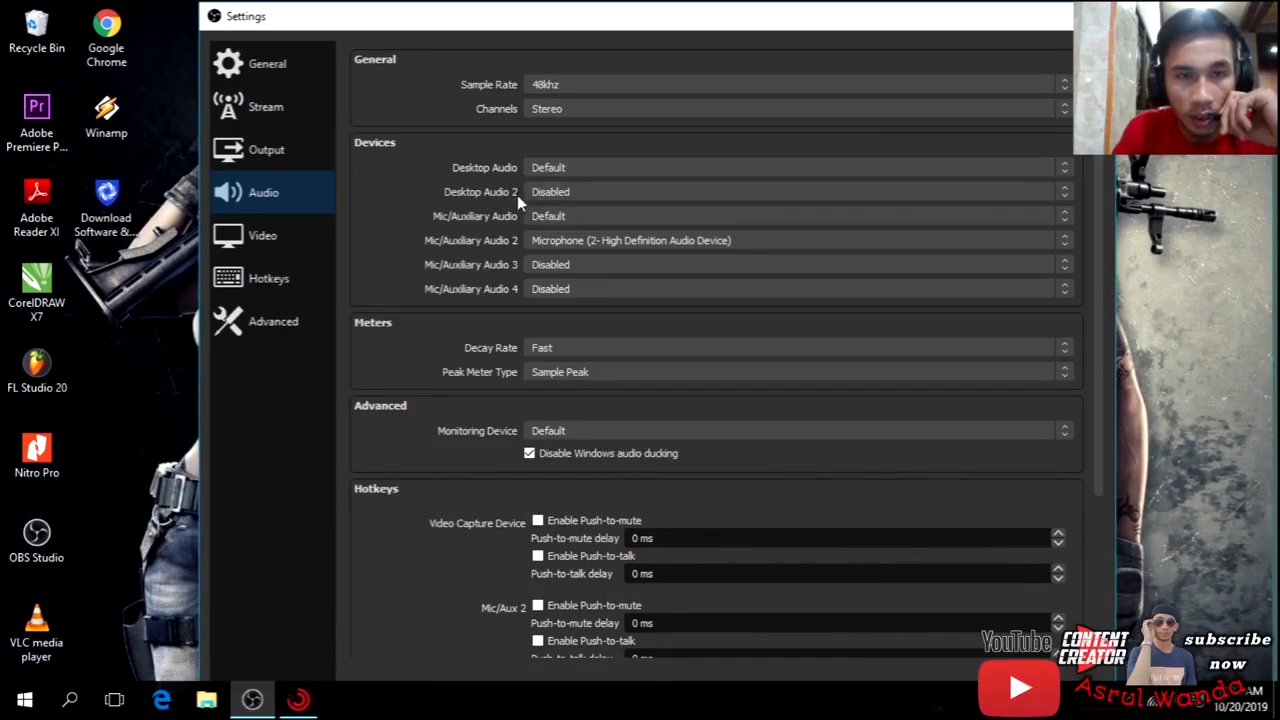 Settings
Recycle Bin
Google
Chrome
Adobe
Premiere P...
Winamp
Adobe
Reader XI
Download
Software &...
CorelDRAW
X7
FL Studio 20
Nitro Pro
OBS Studio
VLC media
player
General
Stream
Output
Audio
Video
Hotkeys
Advanced
General
Sample Rate 48khz
Channels Stereo
Devices
Desktop Audio Default
Desktop Audio 2 Disabled
Mic/Auxiliary Audio Default
Mic/Auxiliary Audio 2 Microphone (2- High Definition Audio Device)
Mic/Auxiliary Audio 3 Disabled
Mic/Auxiliary Audio 4 Disabled
Meters
Decay Rate Fast
Peak Meter Type Sample Peak
Advanced
Monitoring Device Default
Disable Windows audio ducking
Hotkeys
Video Capture Device Enable Push-to-mute
Push-to-mute delay 0 ms
Enable Push-to-talk
Push-to-talk delay 0 ms
Mic/Aux 2 Enable Push-to-mute
Push-to-mute delay 0 ms
Enable Push-to-talk
Push-to-talk delay 0 ms
YouTube
CONTENT
CREATOR
subscribe
now
Asrul Wanda
AM
10/20/2019